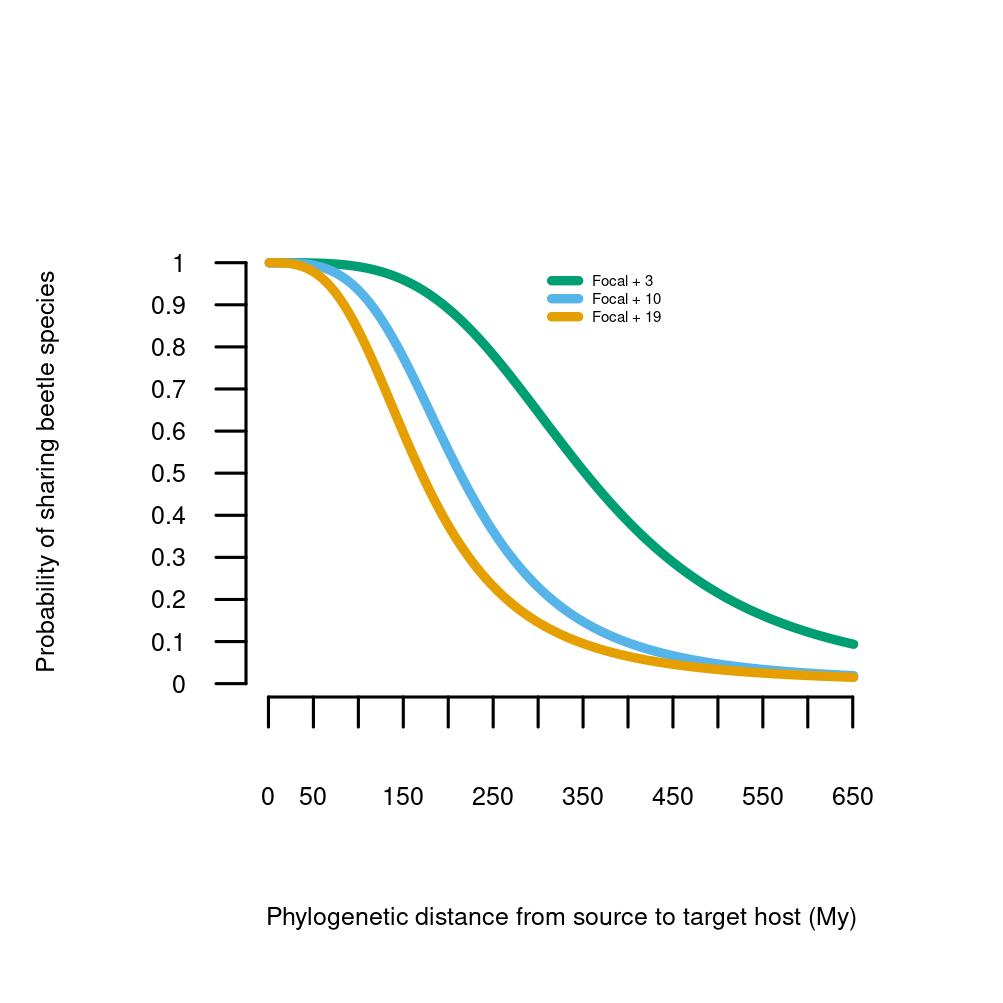 Probability of sharing beetle species
1
0.9
0.8
0.7
0.6
0.5
0.4
0.3
0.2
0.1
0
Focal + 3
Focal + 10
Focal + 19
0 50 150 250 350 450 550 650
Phylogenetic distance from source to target host (My)